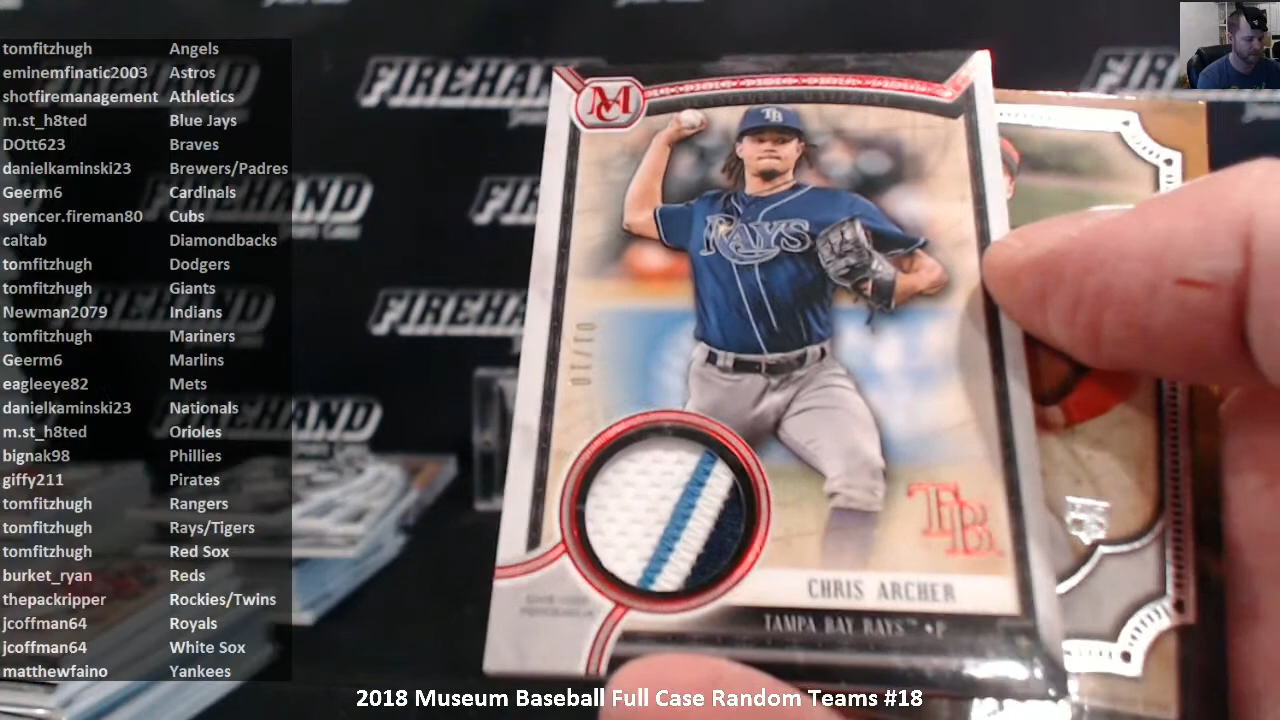 tomfitzhugh Angels
eminemfinatic2003 Astros
shotfiremanagement Athletics
m.st_h8ted Blue Jays
DOtt623 Braves
danielkaminski23 Brewers/Padres
Geerm6 Cardinals
spencer.fireman80 Cubs
caltab Diamondbacks
tomfitzhugh Dodgers
tomfitzhugh Giants
Newman2079 Indians
tomfitzhugh Mariners
Geerm6 Marlins
eagleeye82 Mets
danielkaminski23 Nationals
m.st_h8ted Orioles
bignak98 Phillies
giffy211 Pirates
tomfitzhugh Rangers
tomfitzhugh Rays/Tigers
tomfitzhugh Red Sox
burket_ryan Reds
thepackripper Rockies/Twins
jcoffman64 Royals
jcoffman64 White Sox
matthewfaino Yankees
FIREHAND
FIREHAND
FIREHAND
MC
TB
RAYS
01/10
TB
CHRIS ARCHER
TAMPA BAY RAYS™ • P
2018 Museum Baseball Full Case Random Teams #18